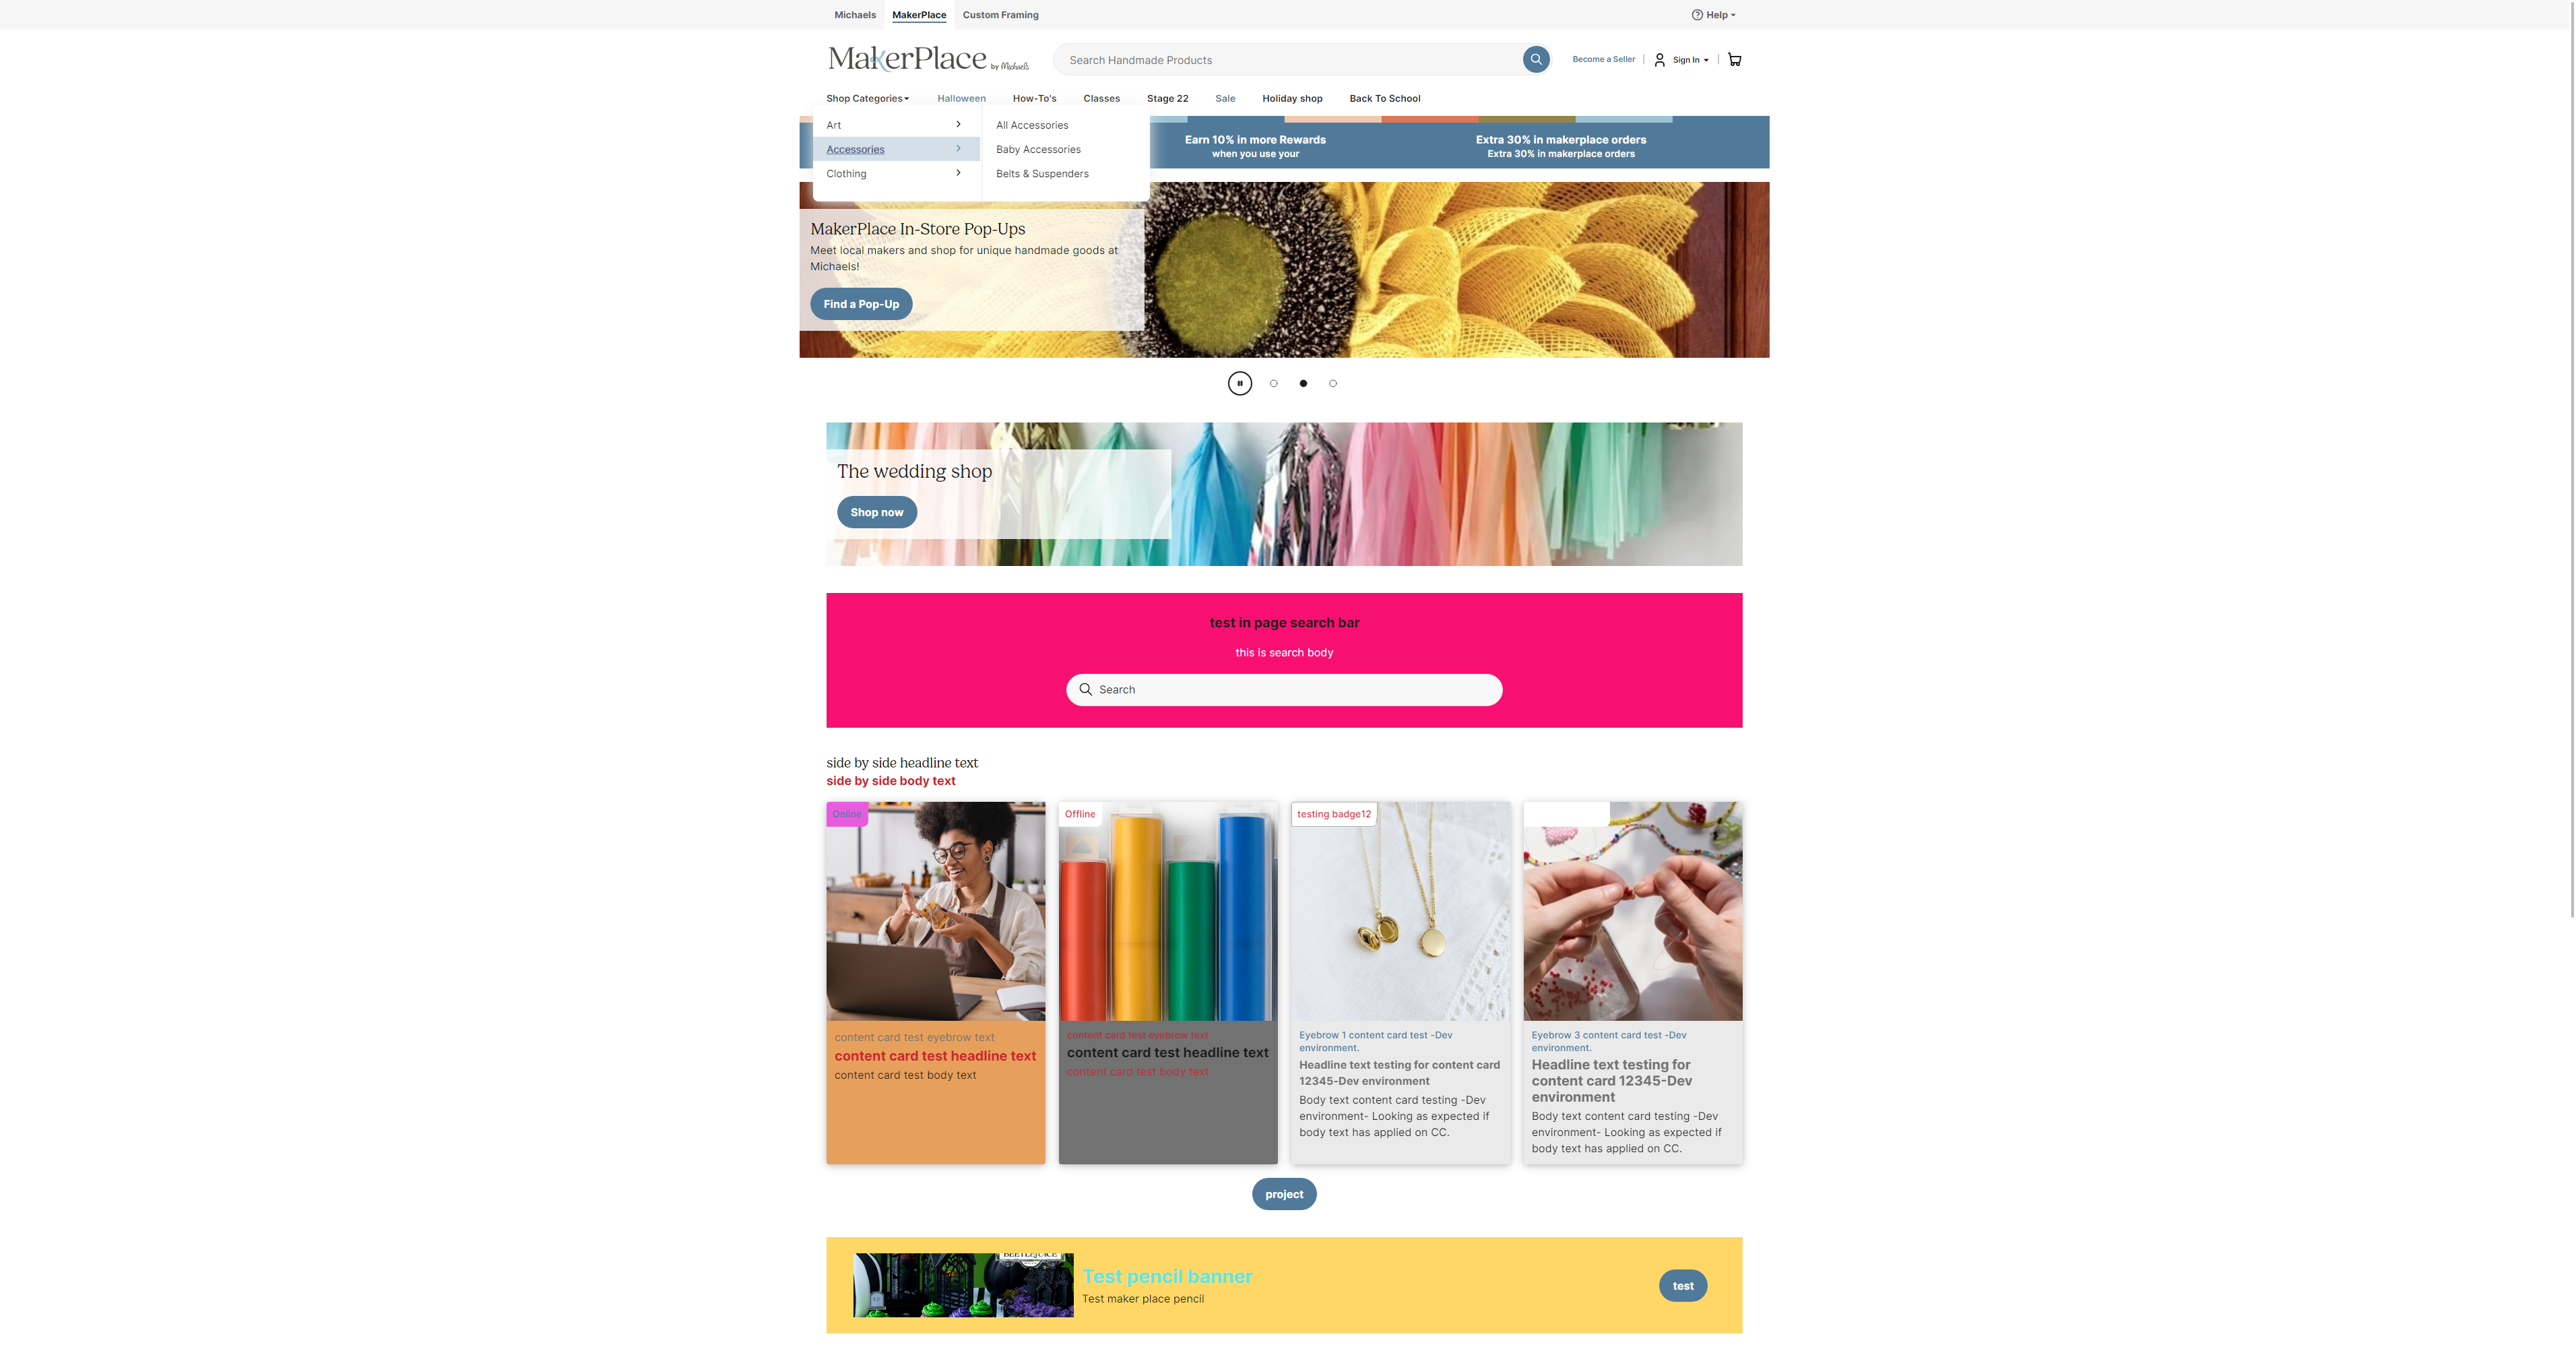 Michaels
MakerPlace
Custom Framing
Help
MakerPlace by Michaels
Search Handmade Products
Become a Seller
Sign In
Shop Categories
Halloween
How-To's
Classes
Stage 22
Sale
Holiday shop
Back To School
Art
Accessories
Clothing
All Accessories
Baby Accessories
Belts & Suspenders
Earn 10% in more Rewards
when you use your
Extra 30% in makerplace orders
Extra 30% in makerplace orders
MakerPlace In-Store Pop-Ups
Meet local makers and shop for unique handmade goods at
Michaels!
Find a Pop-Up
The wedding shop
Shop now
test in page search bar
this is search body
Search
side by side headline text
side by side body text
Online
content card test eyebrow text
content card test headline text
content card test body text
Offline
content card test eyebrow text
content card test headline text
content card test body text
testing badge12
Eyebrow 1 content card test -Dev
environment.
Headline text testing for content card
12345-Dev environment
Body text content card testing -Dev
environment- Looking as expected if
body text has applied on CC.
Eyebrow 3 content card test -Dev
environment.
Headline text testing for
content card 12345-Dev
environment
Body text content card testing -Dev
environment- Looking as expected if
body text has applied on CC.
project
BEETLEJUICE
Test pencil banner
Test maker place pencil
test